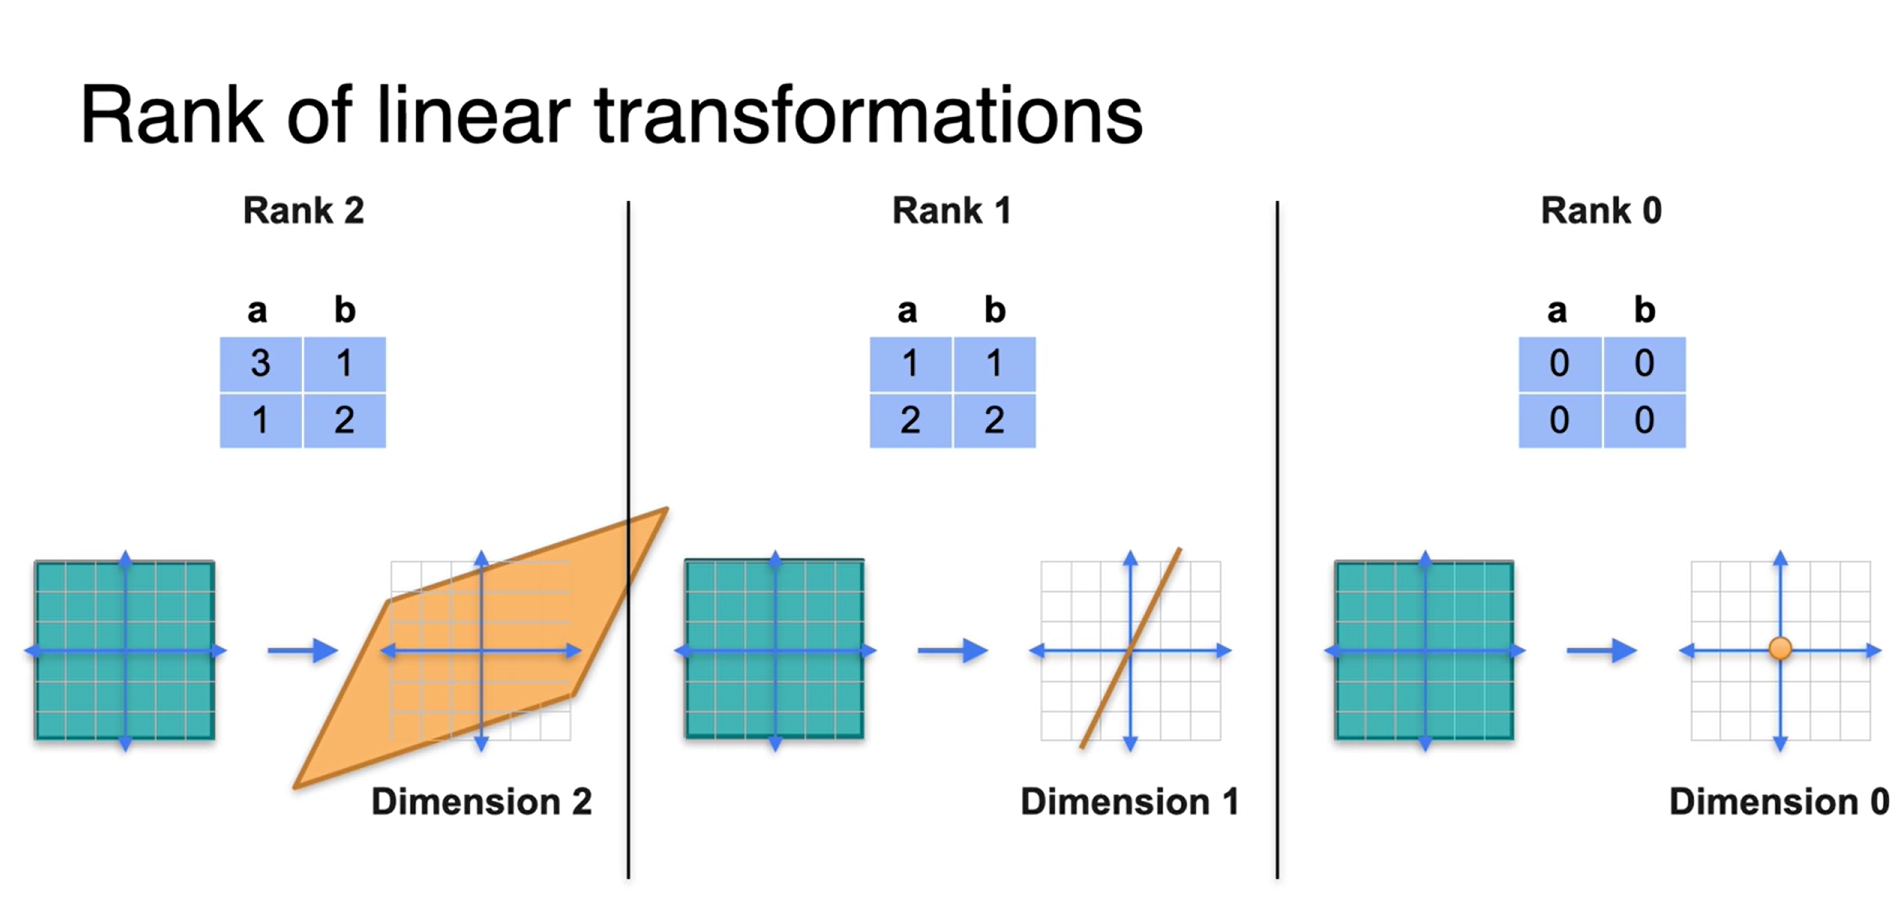 Rank of linear transformations
Rank 2
a b
3 1
1 2
Dimension 2
Rank 1
a b
1 1
2 2
Dimension 1
Rank 0
a b
0 0
0 0
Dimension 0